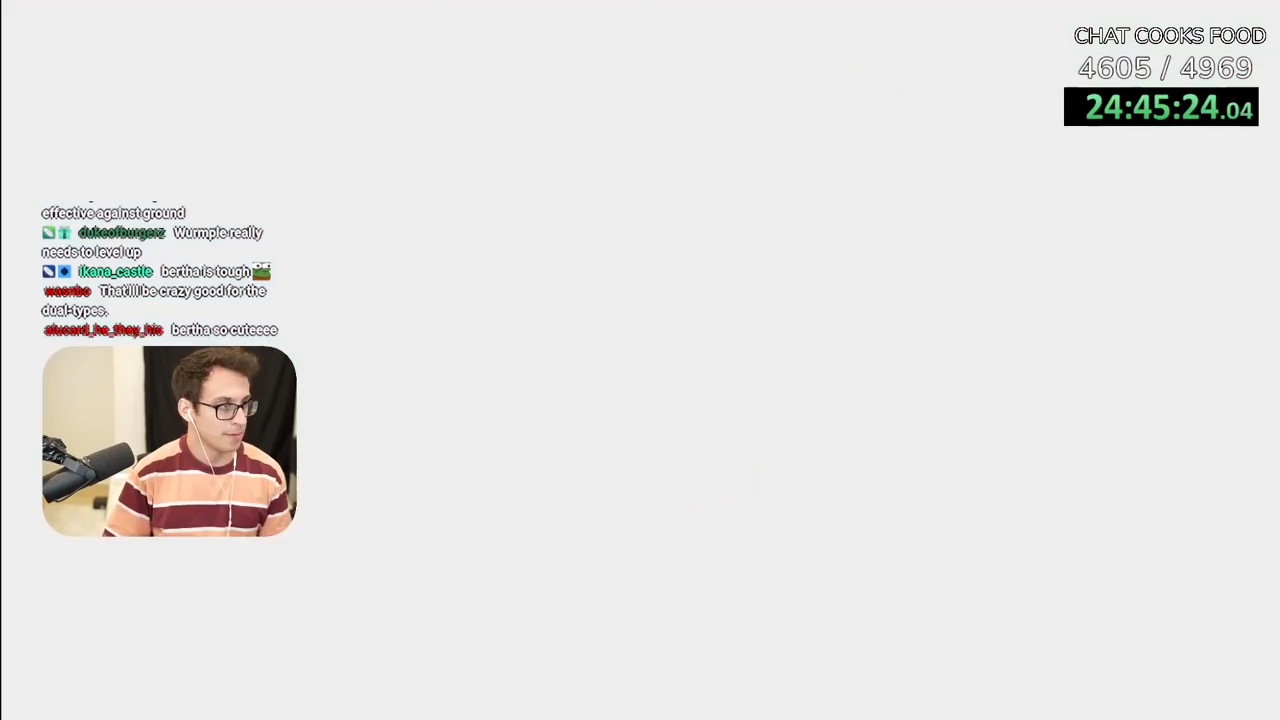 CHAT COOKS FOOD
4605 / 4969
24:45:24.04
effective against ground
dukeofburgerz Wurmple really
needs to level up
ikana_castle bertha is tough
wasnbo That'll be crazy good for the
dual-types.
alucard_he_they_his bertha so cuteeee